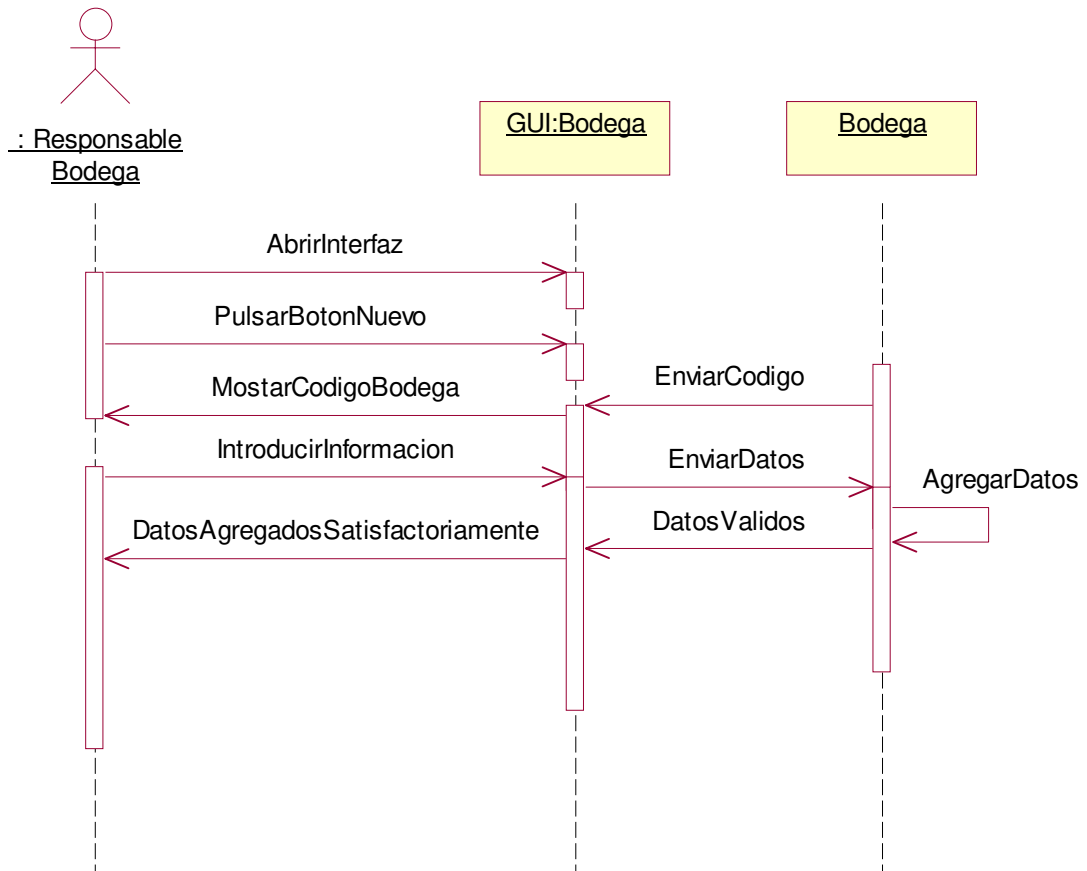 : Responsable
Bodega
GUI:Bodega
Bodega
AbrirInterfaz
PulsarBotonNuevo
EnviarCodigo
MostarCodigoBodega
IntroducirInformacion
EnviarDatos
AgregarDatos
DatosValidos
DatosAgregadosSatisfactoriamente